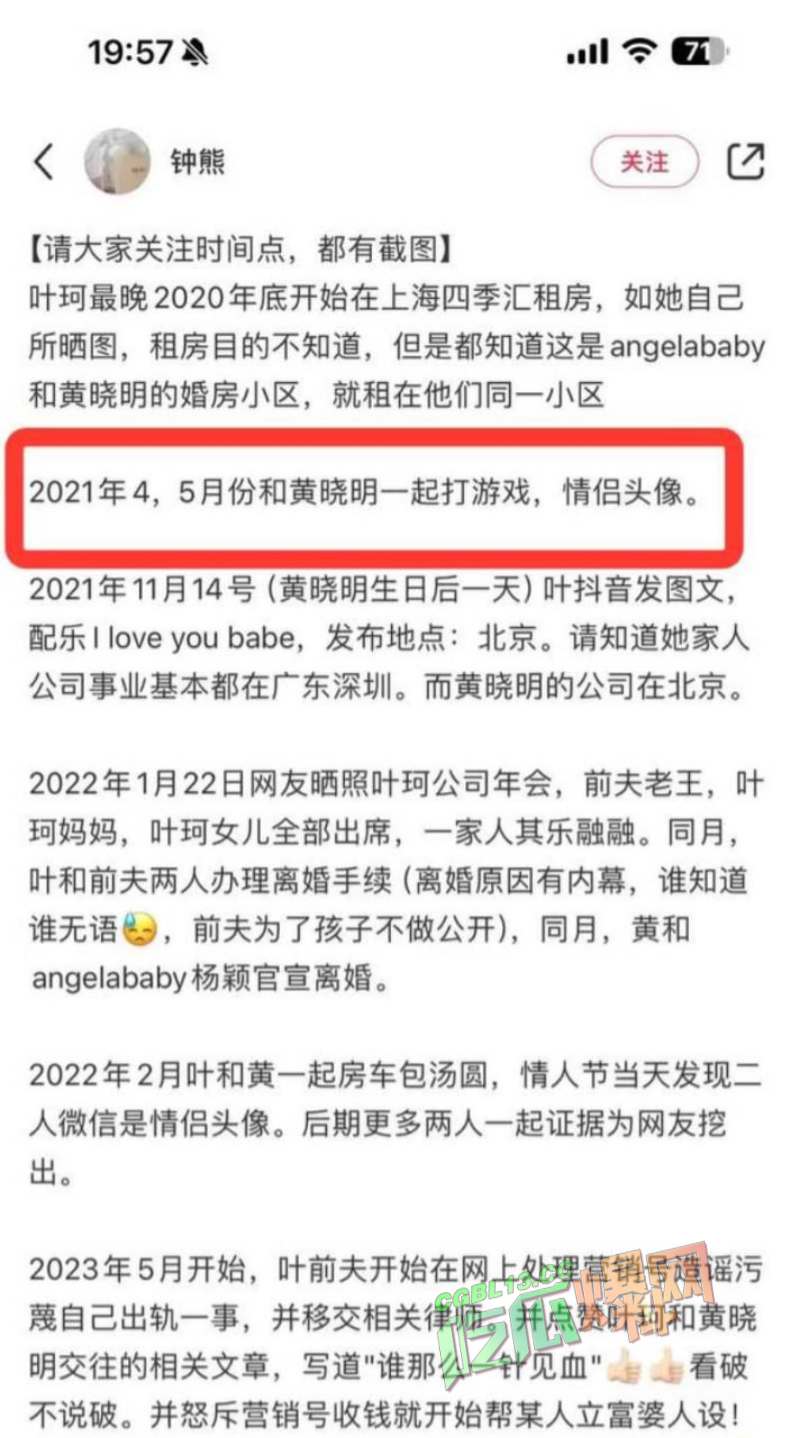 19:57
71
钟熊
关注
【请大家关注时间点，都有截图】
叶珂最晚2020年底开始在上海四季汇租房，如她自己
所晒图，租房目的不知道，但是都知道这是angelababy
和黄晓明的婚房小区，就租在他们同一小区
2021年4，5月份和黄晓明一起打游戏，情侣头像。
2021年11月14号（黄晓明生日后一天）叶抖音发图文，
配乐I love you babe，发布地点：北京。请知道她家人
公司事业基本都在广东深圳。而黄晓明的公司在北京。
2022年1月22日网友晒照叶珂公司年会，前夫老王，叶
珂妈妈，叶珂女儿全部出席，一家人其乐融融。同月，
叶和前夫两人办理离婚手续（离婚原因有内幕，谁知道
谁无语😓，前夫为了孩子不做公开），同月，黄和
angelababy杨颖官宣离婚。
2022年2月叶和黄一起房车包汤圆，情人节当天发现二
人微信是情侣头像。后期更多两人一起证据为网友挖
出。
2023年5月开始，叶前夫开始在网上处理营销号造谣污
蔑自己出轨一事，并移交相关律师。并点赞叶珂和黄晓
明交往的相关文章，写道"谁那么一针见血"👍🏻👍🏻看破
不说破。并怒斥营销号收钱就开始帮某人立富婆人设！
CGBL13.CC
吃瓜爆网